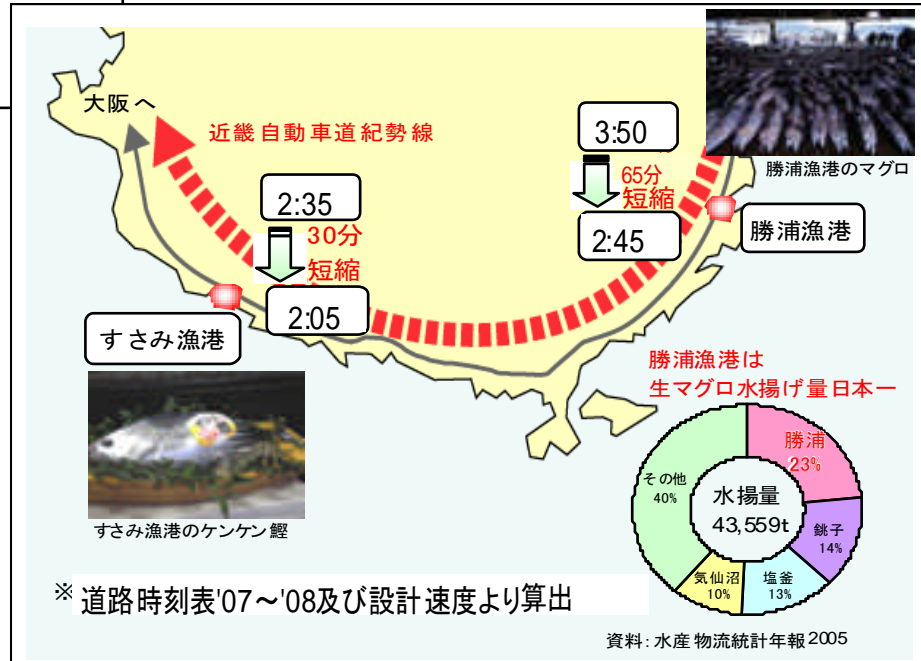 大阪へ
近畿自動車道紀勢線
3:50
65分
短縮
2:45
勝浦漁港のマグロ
勝浦漁港
2:35
30分
短縮
2:05
すさみ漁港
すさみ漁港のケンケン鰹
勝浦漁港は
生マグロ水揚げ量日本一
勝浦
23%
銚子
14%
塩釜
13%
気仙沼
10%
その他
40%
水揚量
43,559t
※道路時刻表'07～'08及び設計速度より算出
資料:水産物流統計年報2005